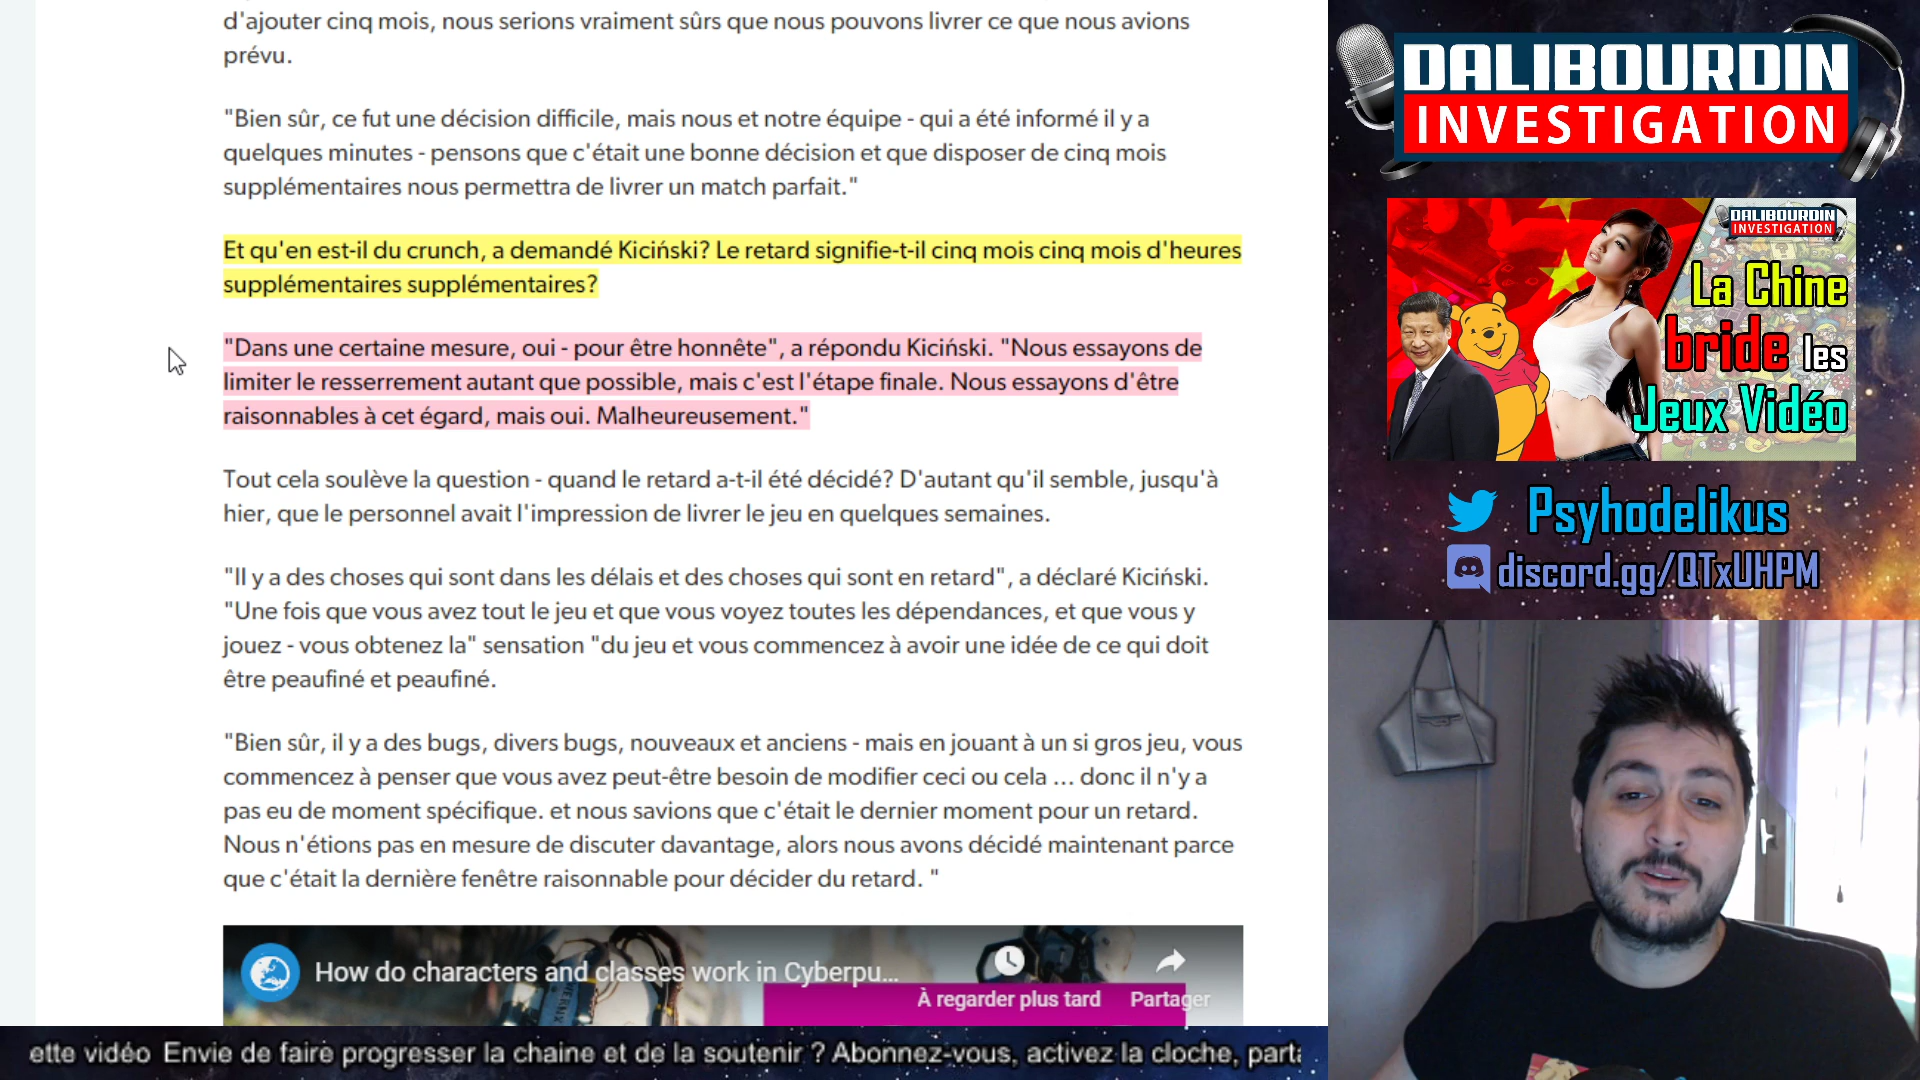 d'ajouter cinq mois, nous serions vraiment sûrs que nous pouvons livrer ce que nous avions
prévu.
"Bien sûr, ce fut une décision difficile, mais nous et notre équipe - qui a été informé il y a
quelques minutes - pensons que c'était une bonne décision et que disposer de cinq mois
supplémentaires nous permettra de livrer un match parfait."
Et qu'en est-il du crunch, a demandé Kiciński? Le retard signifie-t-il cinq mois cinq mois d'heures
supplémentaires supplémentaires?
"Dans une certaine mesure, oui - pour être honnête", a répondu Kiciński. "Nous essayons de
limiter le resserrement autant que possible, mais c'est l'étape finale. Nous essayons d'être
raisonnables à cet égard, mais oui. Malheureusement."
Tout cela soulève la question - quand le retard a-t-il été décidé? D'autant qu'il semble, jusqu'à
hier, que le personnel avait l'impression de livrer le jeu en quelques semaines.
"Il y a des choses qui sont dans les délais et des choses qui sont en retard", a déclaré Kiciński.
"Une fois que vous avez tout le jeu et que vous voyez toutes les dépendances, et que vous y
jouez - vous obtenez la" sensation "du jeu et vous commencez à avoir une idée de ce qui doit
être peaufiné et peaufiné.
"Bien sûr, il y a des bugs, divers bugs, nouveaux et anciens - mais en jouant à un si gros jeu, vous
commencez à penser que vous avez peut-être besoin de modifier ceci ou cela ... donc il n'y a
pas eu de moment spécifique. et nous savions que c'était le dernier moment pour un retard.
Nous n'étions pas en mesure de discuter davantage, alors nous avons décidé maintenant parce
que c'était la dernière fenêtre raisonnable pour décider du retard. "
How do characters and classes work in Cyberpu...
À regarder plus tard
Partager
ette vidéo Envie de faire progresser la chaine et de la soutenir ? Abonnez-vous, activez la cloche, part
DALIBOURDIN
INVESTIGATION
DALIBOURDIN
INVESTIGATION
La Chine
bride les
Jeux Vidéo
Psyhodelikus
discord.gg/QTxUHPM